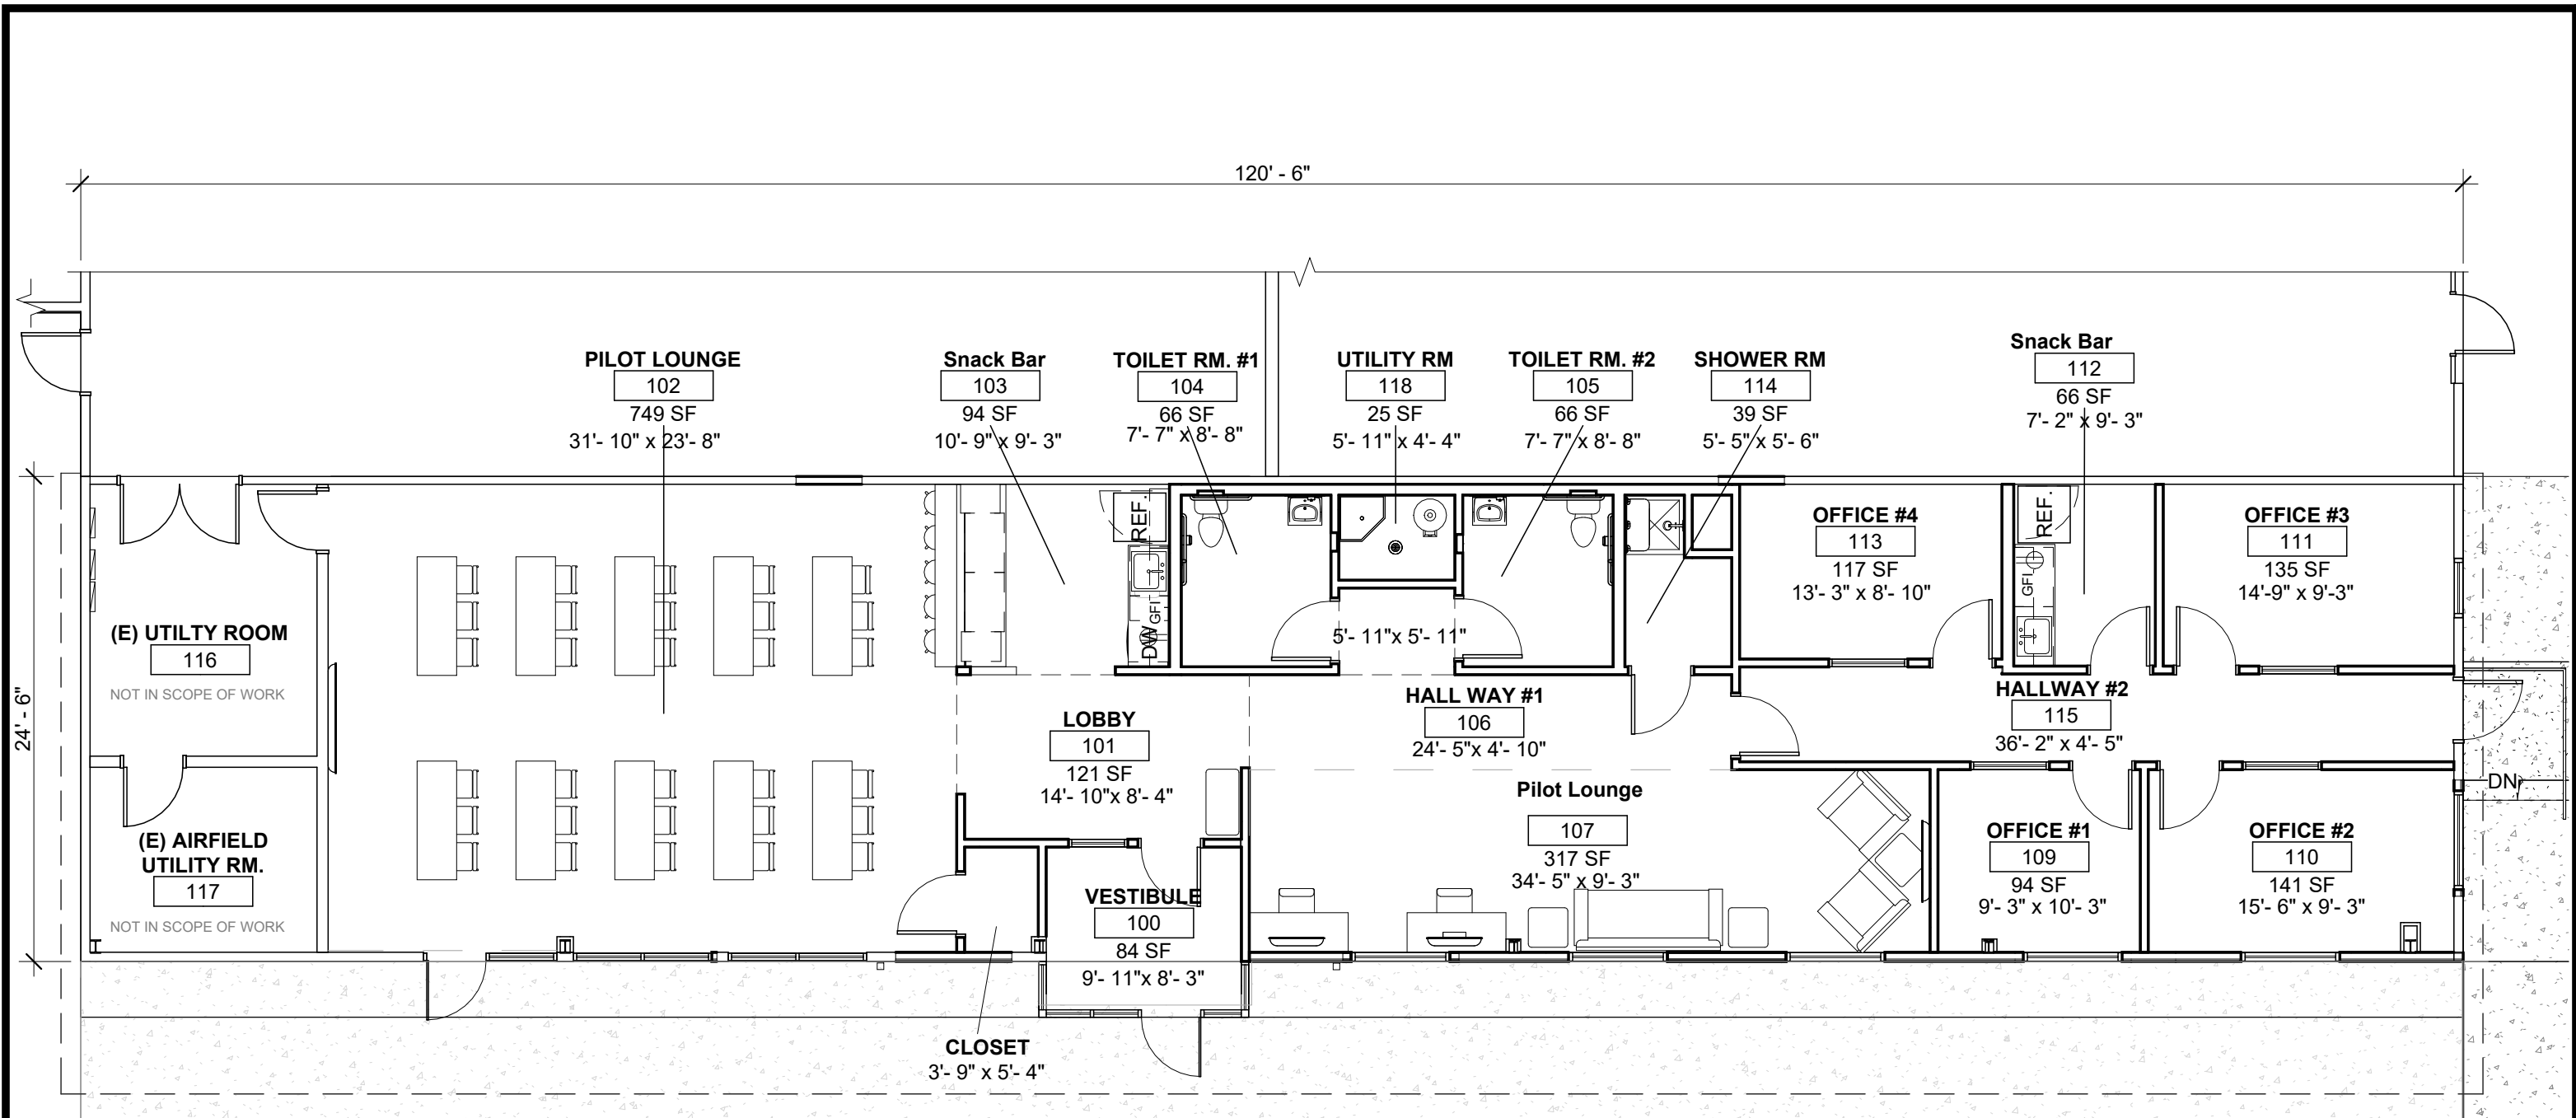 120' - 6"
24' - 6"
PILOT LOUNGE
102
749 SF
31'- 10" x 23'- 8"
Snack Bar
103
94 SF
10'- 9" x 9'- 3"
TOILET RM. #1
104
66 SF
7'- 7" x 8'- 8"
UTILITY RM
118
25 SF
5'- 11" x 4'- 4"
TOILET RM. #2
105
66 SF
7'- 7" x 8'- 8"
SHOWER RM
114
39 SF
5'- 5" x 5'- 6"
Snack Bar
112
66 SF
7'- 2" x 9'- 3"
REF.
GFI
DW
REF.
GFI
OFFICE #4
113
117 SF
13'- 3" x 8'- 10"
OFFICE #3
111
135 SF
14'-9" x 9'-3"
(E) UTILTY ROOM
116
NOT IN SCOPE OF WORK
5'- 11"x 5'- 11"
LOBBY
101
121 SF
14'- 10"x 8'- 4"
HALL WAY #1
106
24'- 5"x 4'- 10"
HALLWAY #2
115
36'- 2" x 4'- 5"
DN
(E) AIRFIELD
UTILITY RM.
117
NOT IN SCOPE OF WORK
VESTIBULE
100
84 SF
9'- 11"x 8'- 3"
Pilot Lounge
107
317 SF
34'- 5" x 9'- 3"
OFFICE #1
109
94 SF
9'- 3" x 10'- 3"
OFFICE #2
110
141 SF
15'- 6" x 9'- 3"
CLOSET
3'- 9" x 5'- 4"